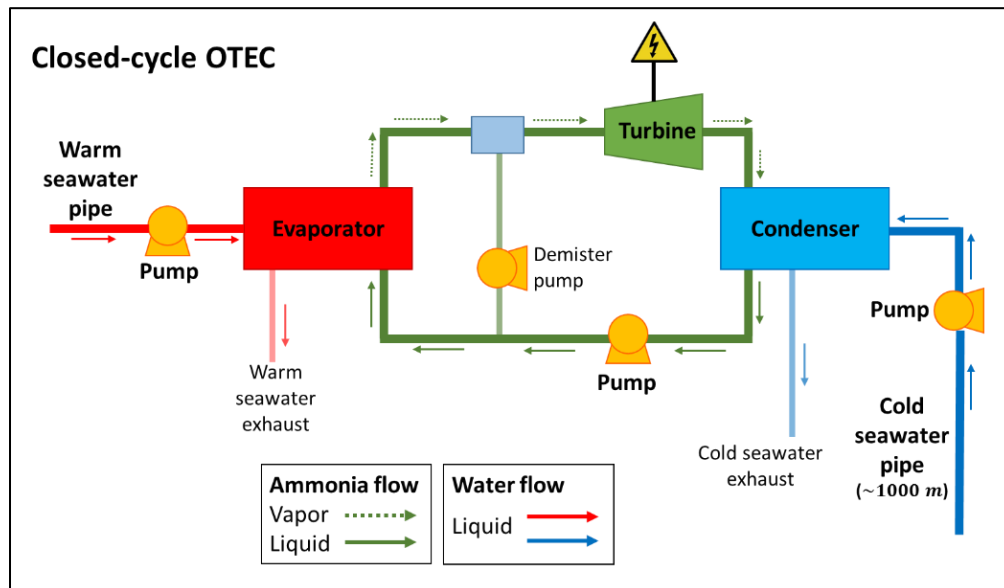 Closed-cycle OTEC
Warm
seawater
pipe
Pump
Evaporator
Turbine
Demister
pump
Condenser
Pump
Pump
Warm
seawater
exhaust
Cold seawater
exhaust
Cold
seawater
pipe
(~1000 m)
Ammonia flow
Vapor
Liquid
Water flow
Liquid